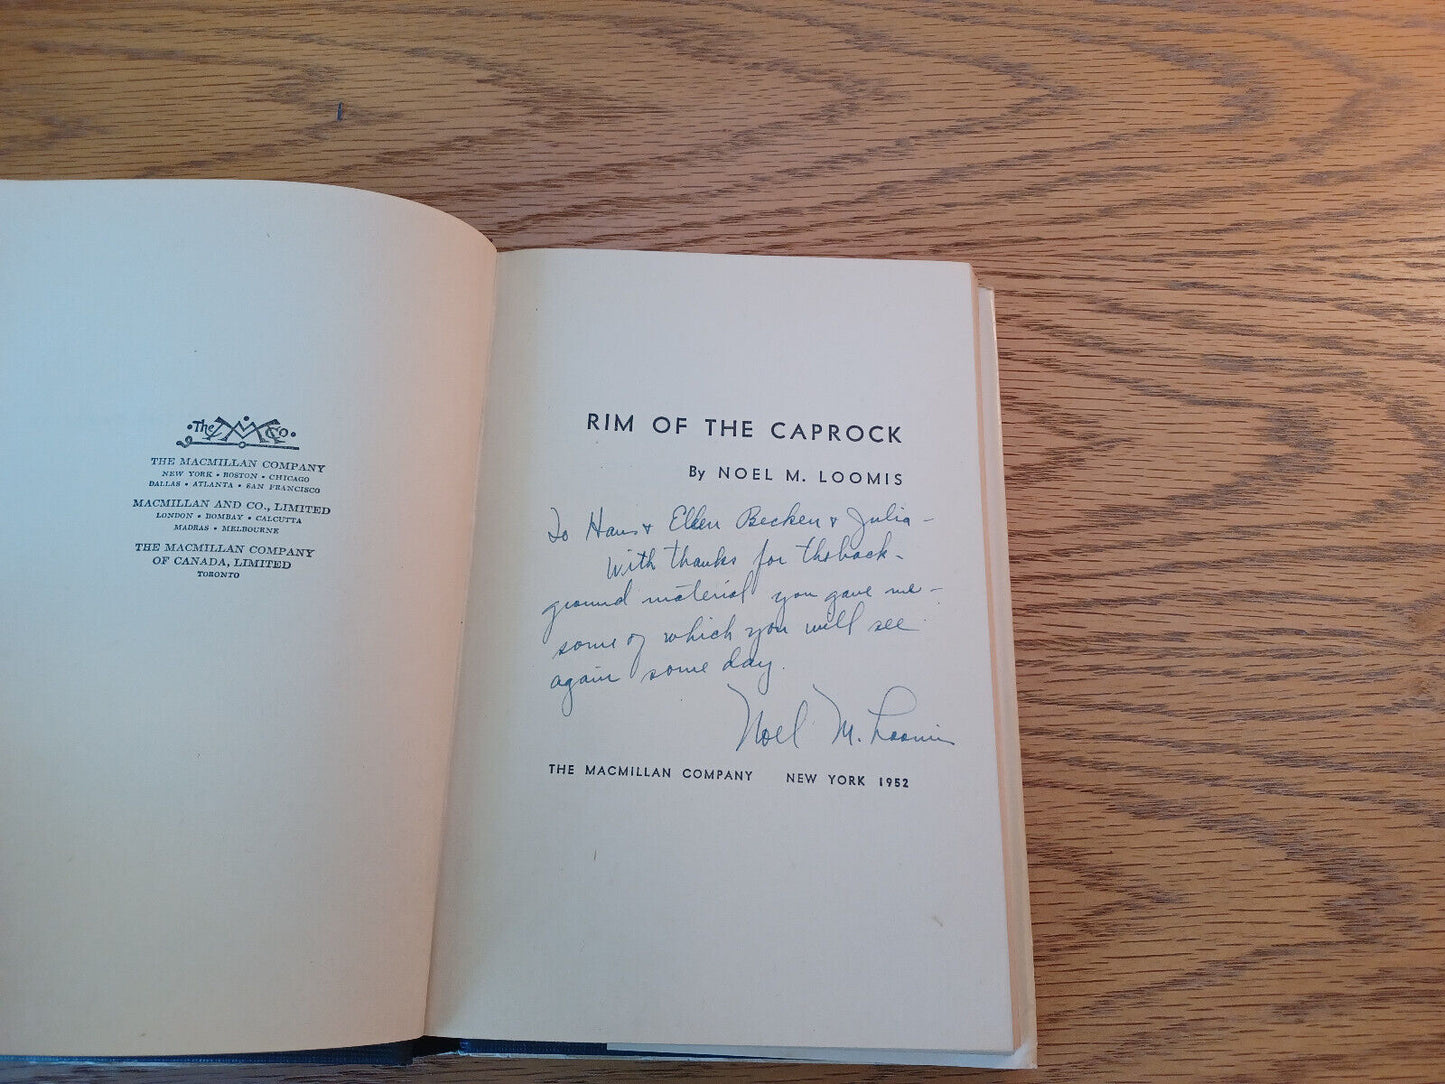 The M Co.
THE MACMILLAN COMPANY
NEW YORK • BOSTON • CHICAGO
DALLAS • ATLANTA • SAN FRANCISCO
MACMILLAN AND CO., LIMITED
LONDON • BOMBAY • CALCUTTA
MADRAS • MELBOURNE
THE MACMILLAN COMPANY
OF CANADA, LIMITED
TORONTO
RIM OF THE CAPROCK
By NOEL M. LOOMIS
To Hans & Ellen Becken & Julia –
With thanks for the back-
ground material you gave me –
some of which you will see
again some day.
Noel M. Loomis
THE MACMILLAN COMPANY NEW YORK 1952